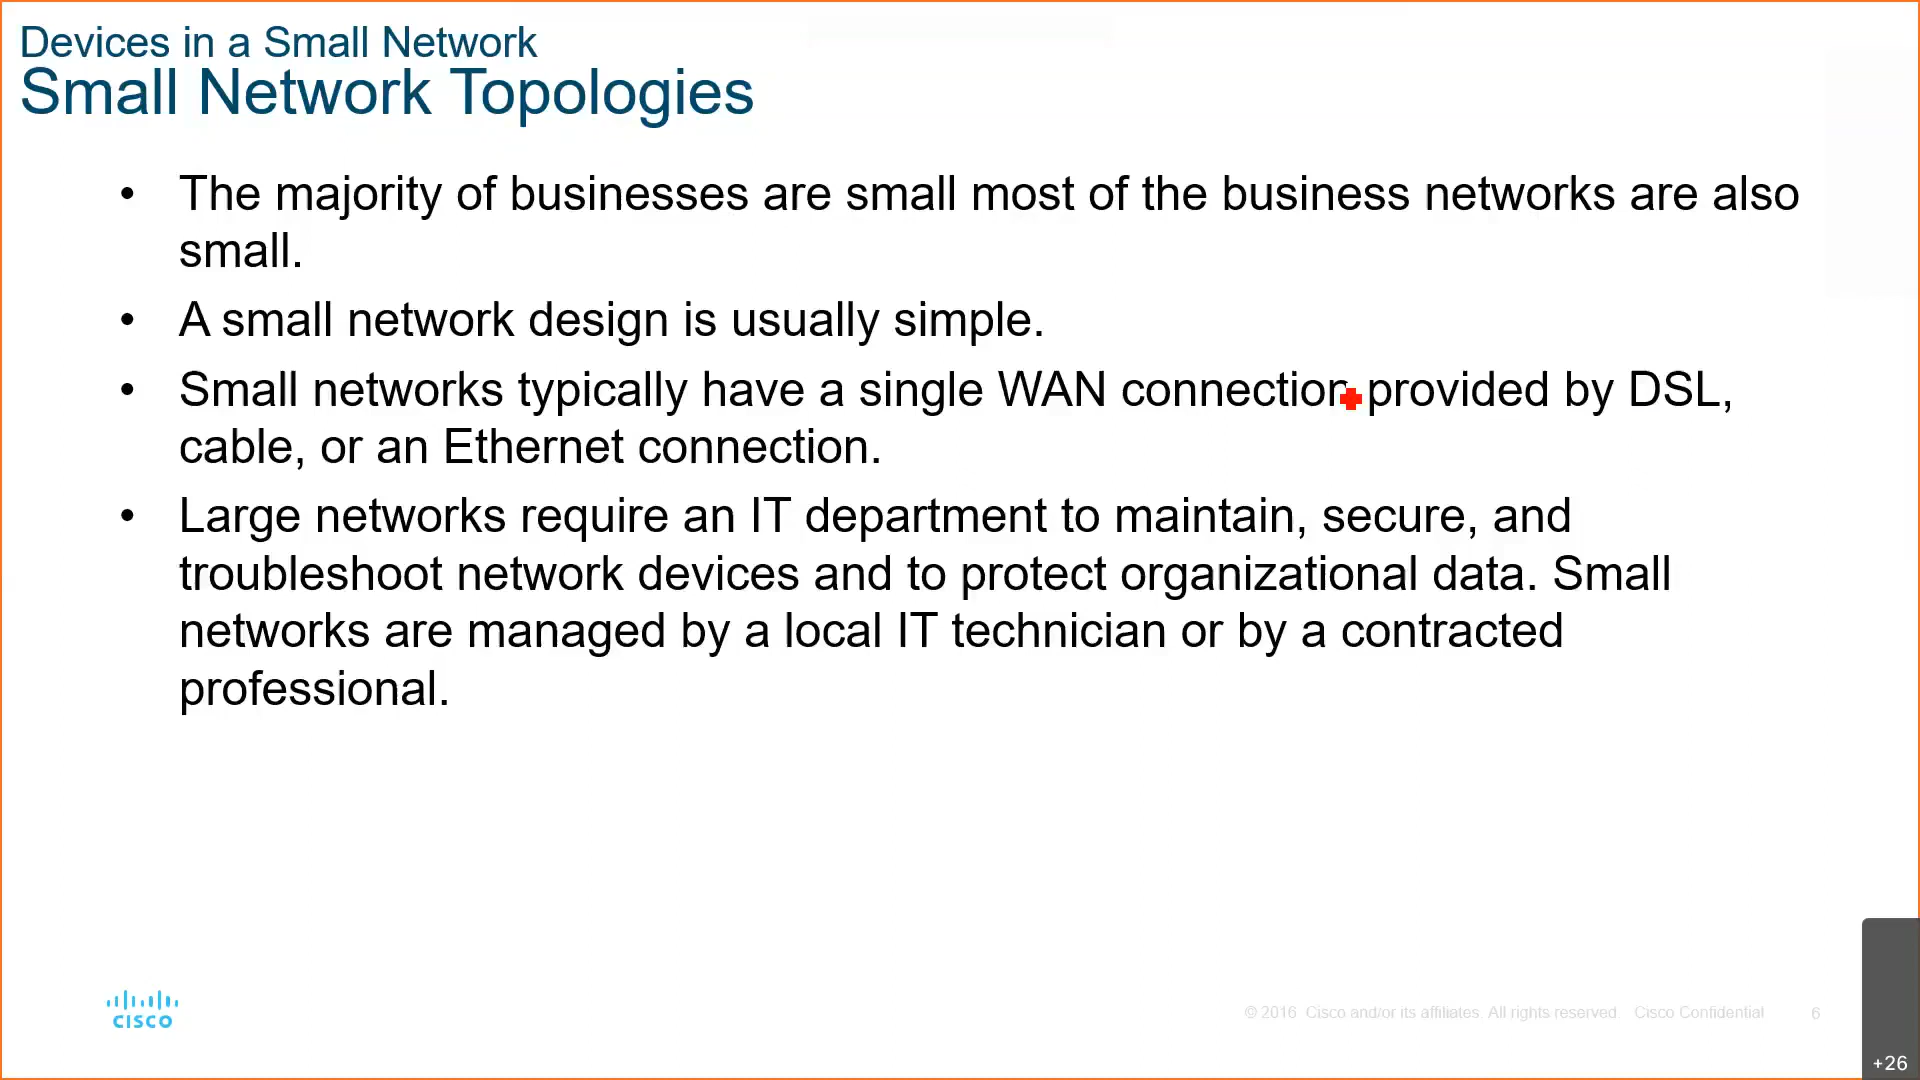 Devices in a Small Network
Small Network Topologies
• The majority of businesses are small most of the business networks are also
small.
• A small network design is usually simple.
• Small networks typically have a single WAN connection provided by DSL,
cable, or an Ethernet connection.
• Large networks require an IT department to maintain, secure, and
troubleshoot network devices and to protect organizational data. Small
networks are managed by a local IT technician or by a contracted
professional.
CISCO
© 2016 Cisco and/or its affiliates. All rights reserved. Cisco Confidential 6
+26